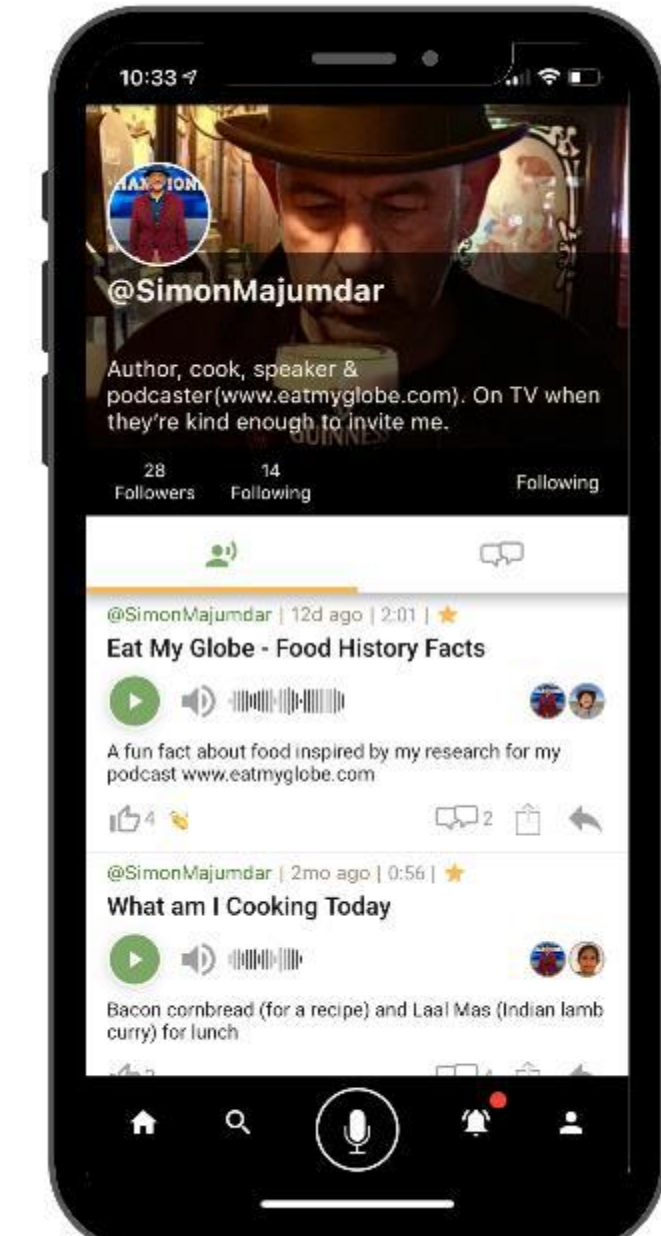 10:33
HAMPION
@SimonMajumdar
Author, cook, speaker &
podcaster(www.eatmyglobe.com). On TV when
they're kind enough to invite me.
GUINNESS
28 Followers
14 Following
Following
@SimonMajumdar | 12d ago | 2:01 |
Eat My Globe - Food History Facts
A fun fact about food inspired by my research for my
podcast www.eatmyglobe.com
4
2
@SimonMajumdar | 2mo ago | 0:56 |
What am I Cooking Today
Bacon cornbread (for a recipe) and Laal Mas (Indian lamb
curry) for lunch